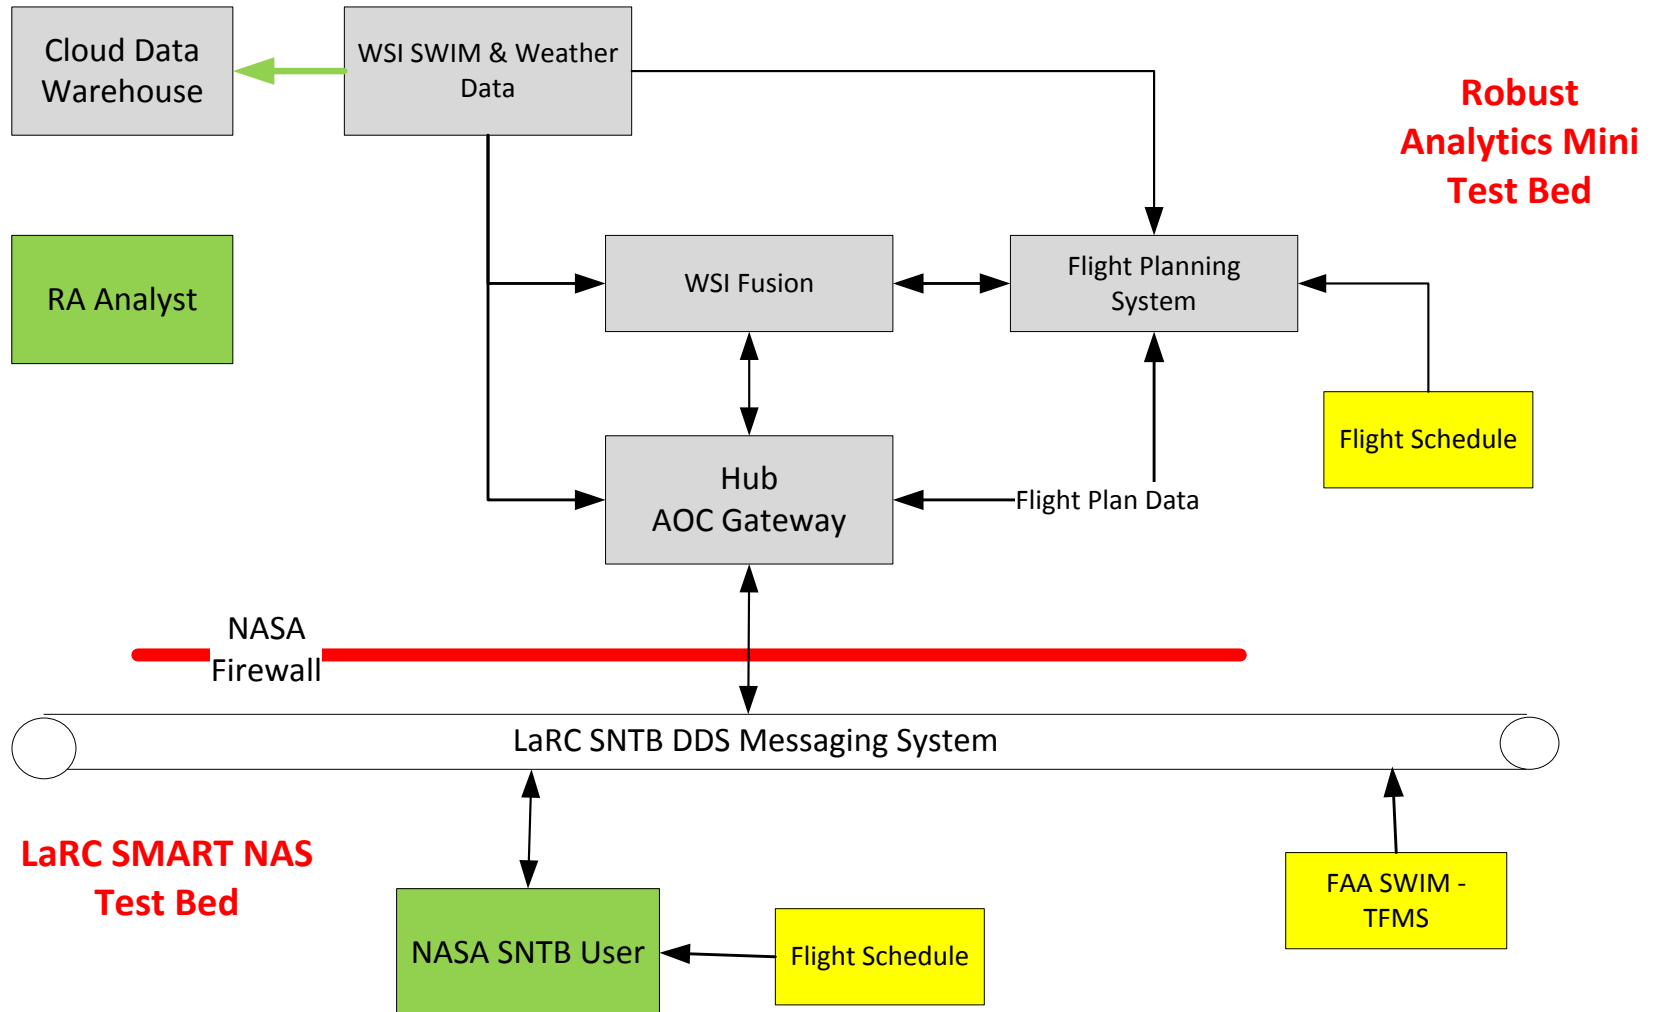 Cloud Data
Warehouse
WSI SWIM & Weather
Data
Robust
Analytics Mini
Test Bed
RA Analyst
WSI Fusion
Flight Planning
System
Flight Schedule
Hub
AOC Gateway
Flight Plan Data
NASA
Firewall
LaRC SNTB DDS Messaging System
LaRC SMART NAS
Test Bed
FAA SWIM -
TFMS
NASA SNTB User
Flight Schedule